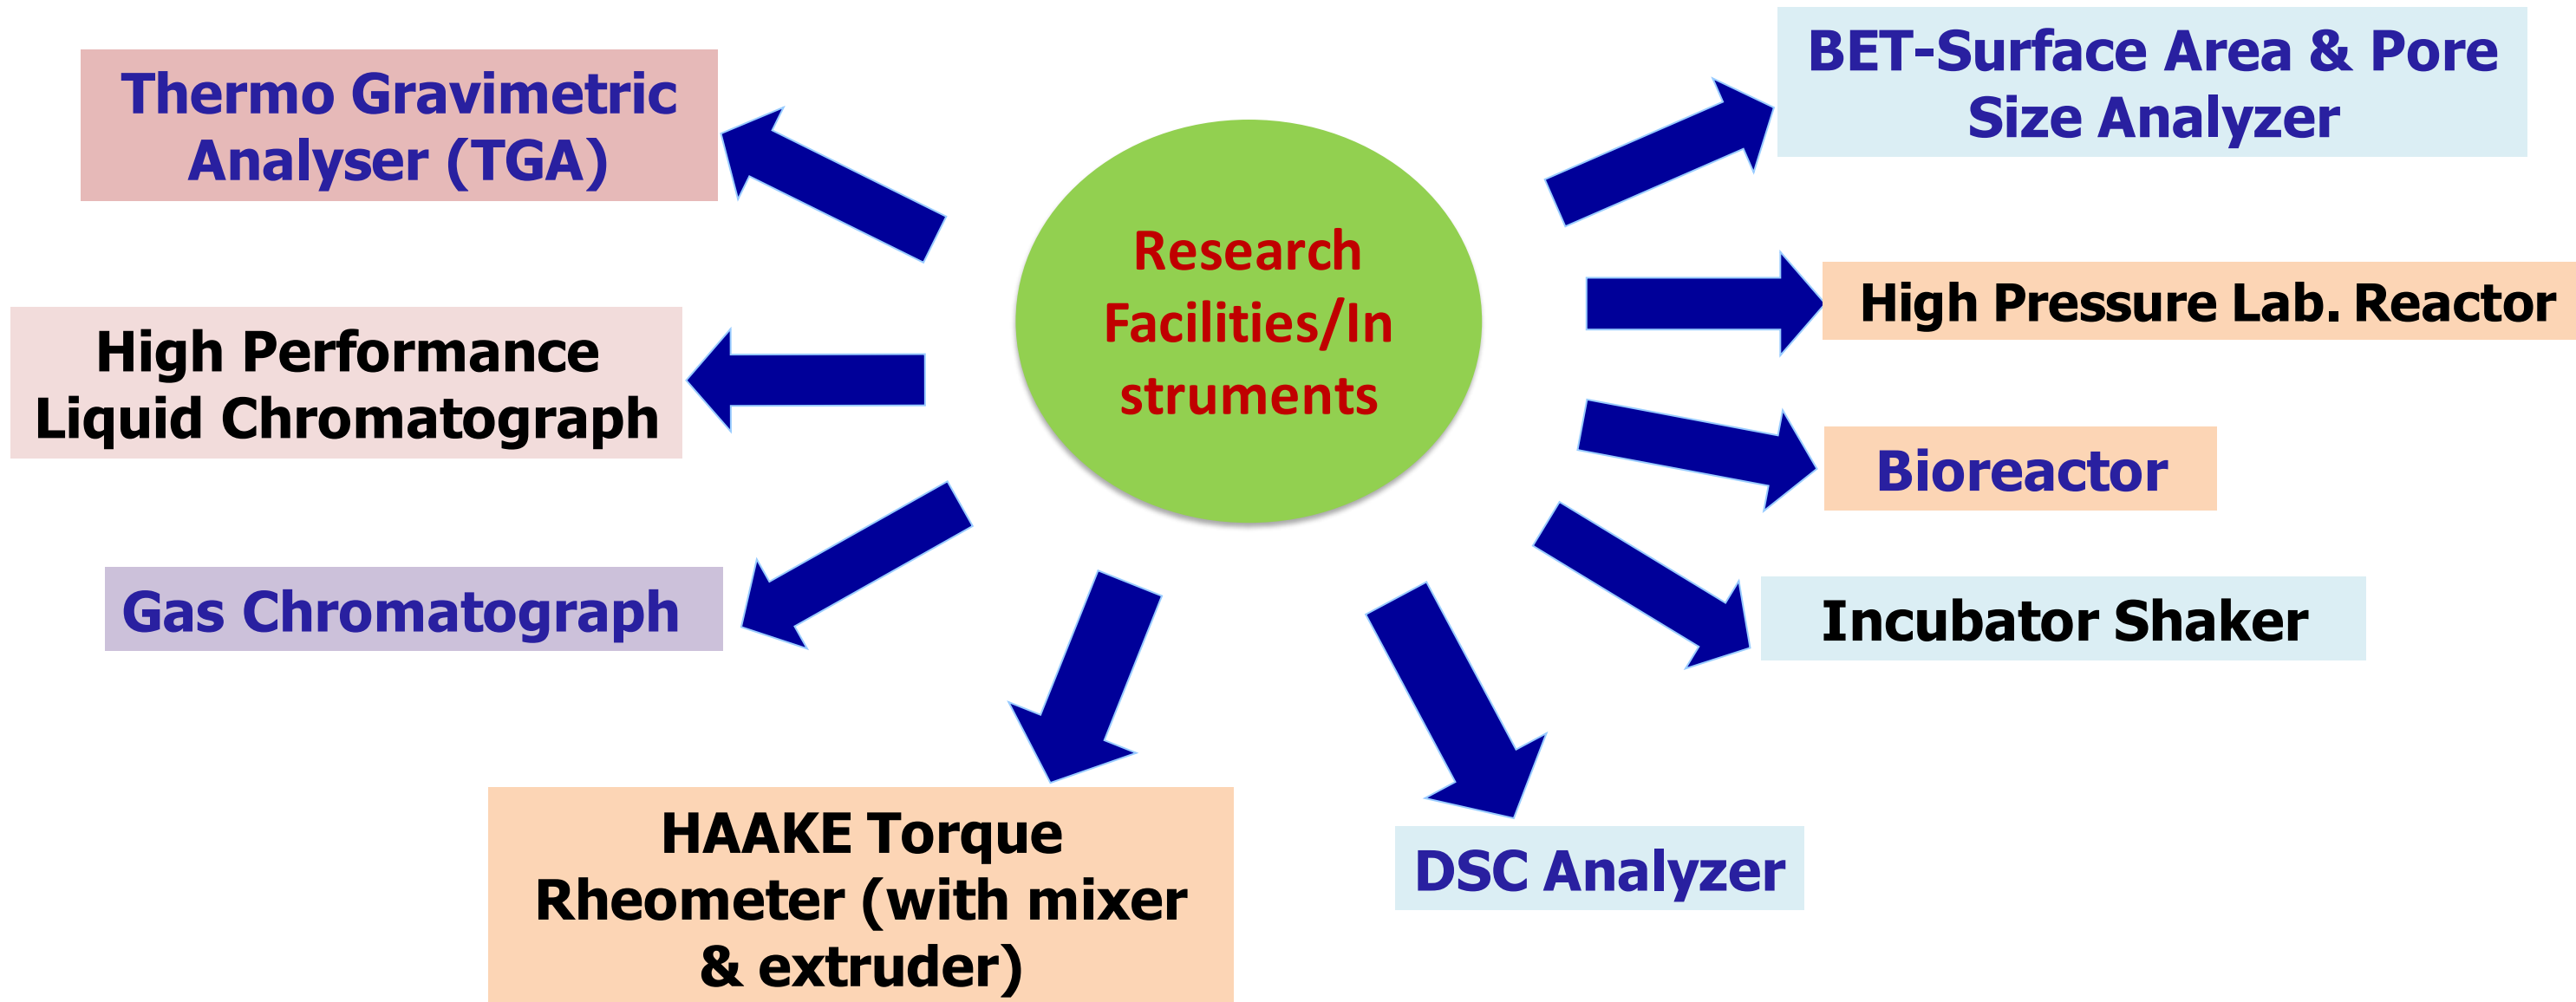 Thermo Gravimetric
Analyser (TGA)
High Performance
Liquid Chromatograph
Gas Chromatograph
Research
Facilities/In
struments
BET-Surface Area & Pore
Size Analyzer
High Pressure Lab. Reactor
Bioreactor
Incubator Shaker
HAAKE Torque
Rheometer (with mixer
& extruder)
DSC Analyzer